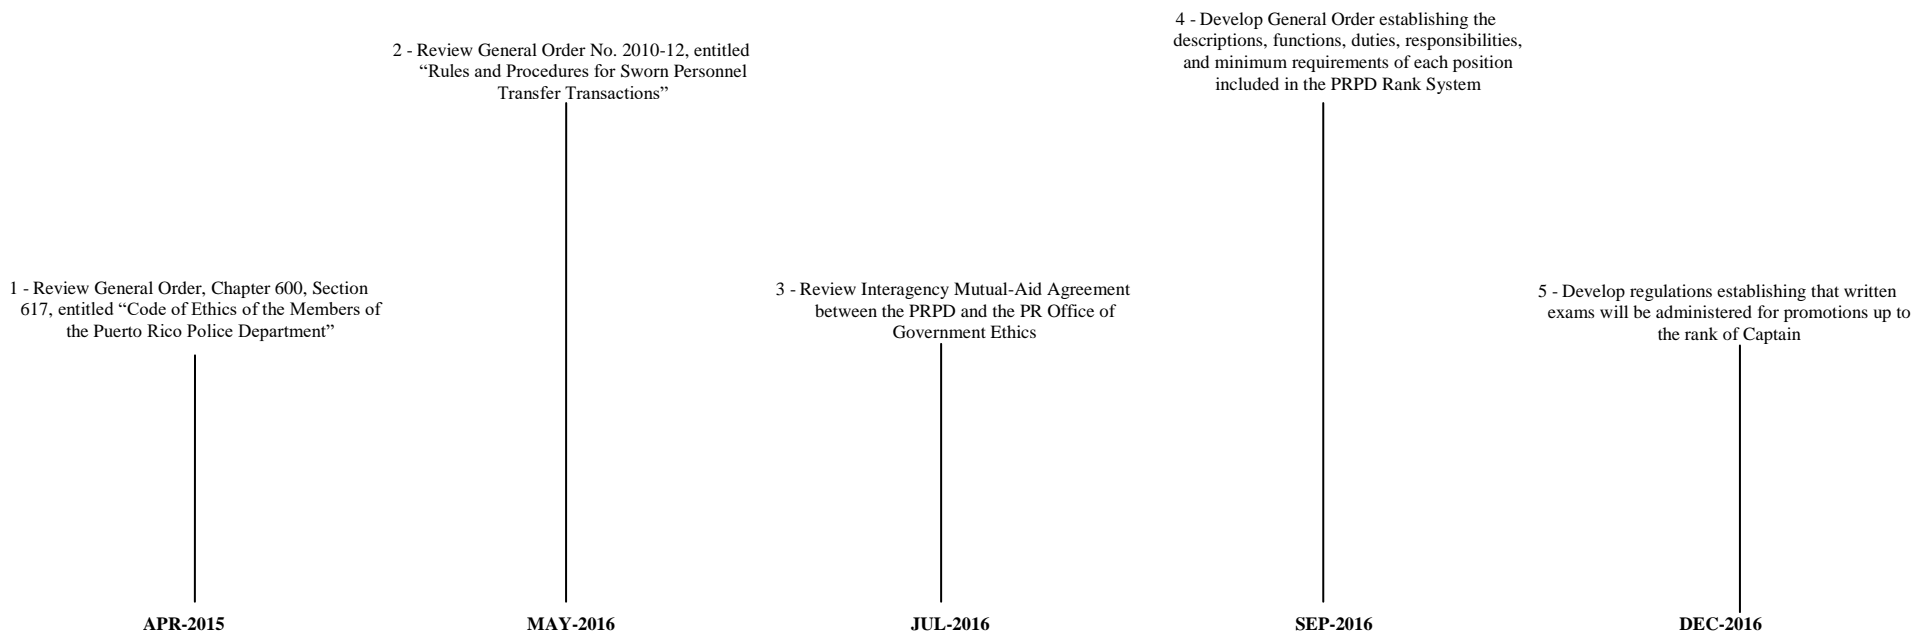 1 - Review General Order, Chapter 600, Section
617, entitled “Code of Ethics of the Members of
the Puerto Rico Police Department”
2 - Review General Order No. 2010-12, entitled
“Rules and Procedures for Sworn Personnel
Transfer Transactions”
3 - Review Interagency Mutual-Aid Agreement
between the PRPD and the PR Office of
Government Ethics
4 - Develop General Order establishing the
descriptions, functions, duties, responsibilities,
and minimum requirements of each position
included in the PRPD Rank System
5 - Develop regulations establishing that written
exams will be administered for promotions up to
the rank of Captain
APR-2015
MAY-2016
JUL-2016
SEP-2016
DEC-2016